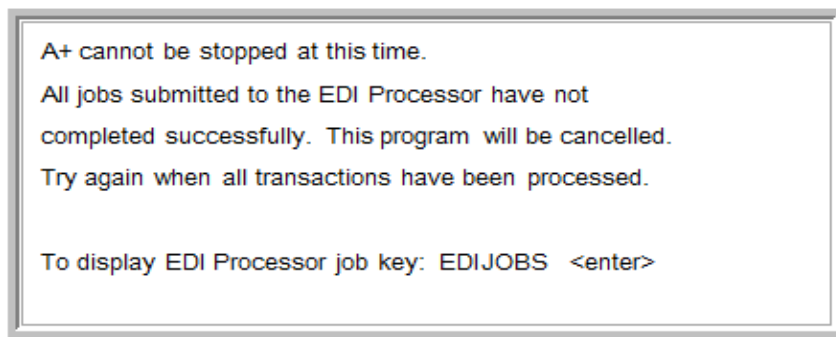 A+ cannot be stopped at this time.
All jobs submitted to the EDI Processor have not
completed successfully. This program will be cancelled.
Try again when all transactions have been processed.
To display EDI Processor job key: EDIJOBS <enter>